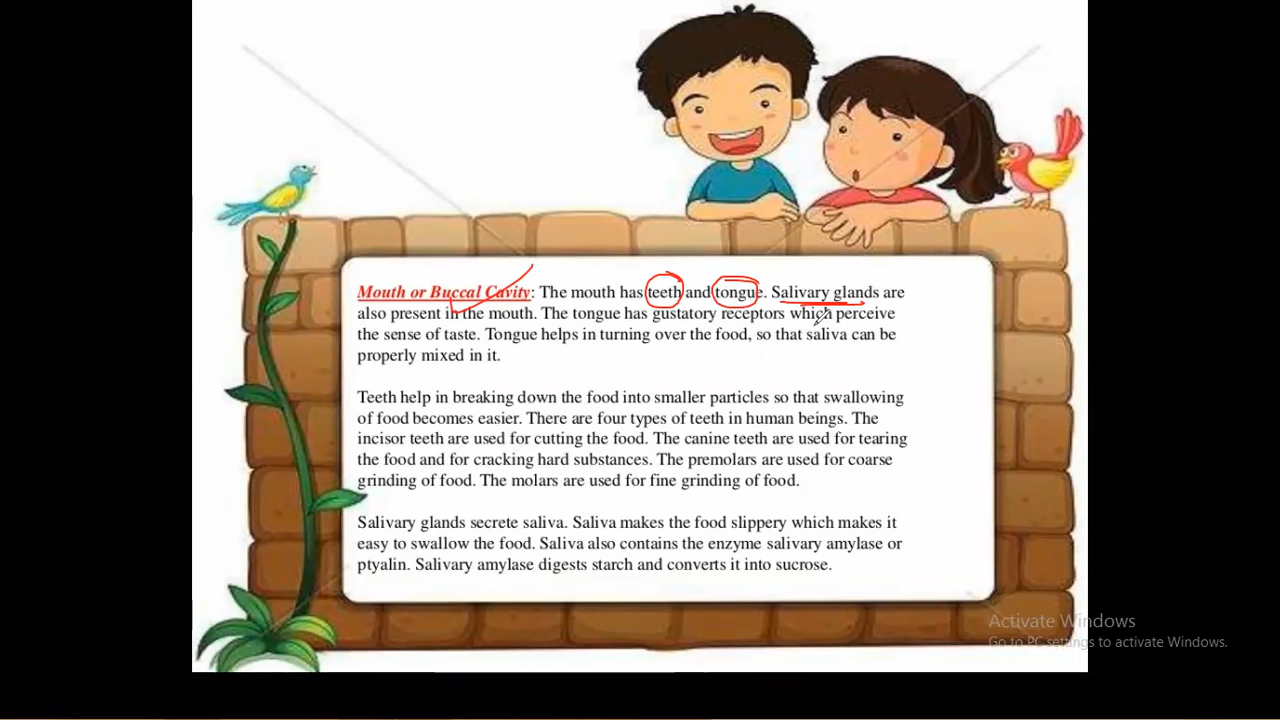 Mouth or Buccal Cavity: The mouth has teeth and tongue. Salivary glands are
also present in the mouth. The tongue has gustatory receptors which perceive
the sense of taste. Tongue helps in turning over the food, so that saliva can be
properly mixed in it.
Teeth help in breaking down the food into smaller particles so that swallowing
of food becomes easier. There are four types of teeth in human beings. The
incisor teeth are used for cutting the food. The canine teeth are used for tearing
the food and for cracking hard substances. The premolars are used for coarse
grinding of food. The molars are used for fine grinding of food.
Salivary glands secrete saliva. Saliva makes the food slippery which makes it
easy to swallow the food. Saliva also contains the enzyme salivary amylase or
ptyalin. Salivary amylase digests starch and converts it into sucrose.
Activate Windows
Go to PC settings to activate Windows.